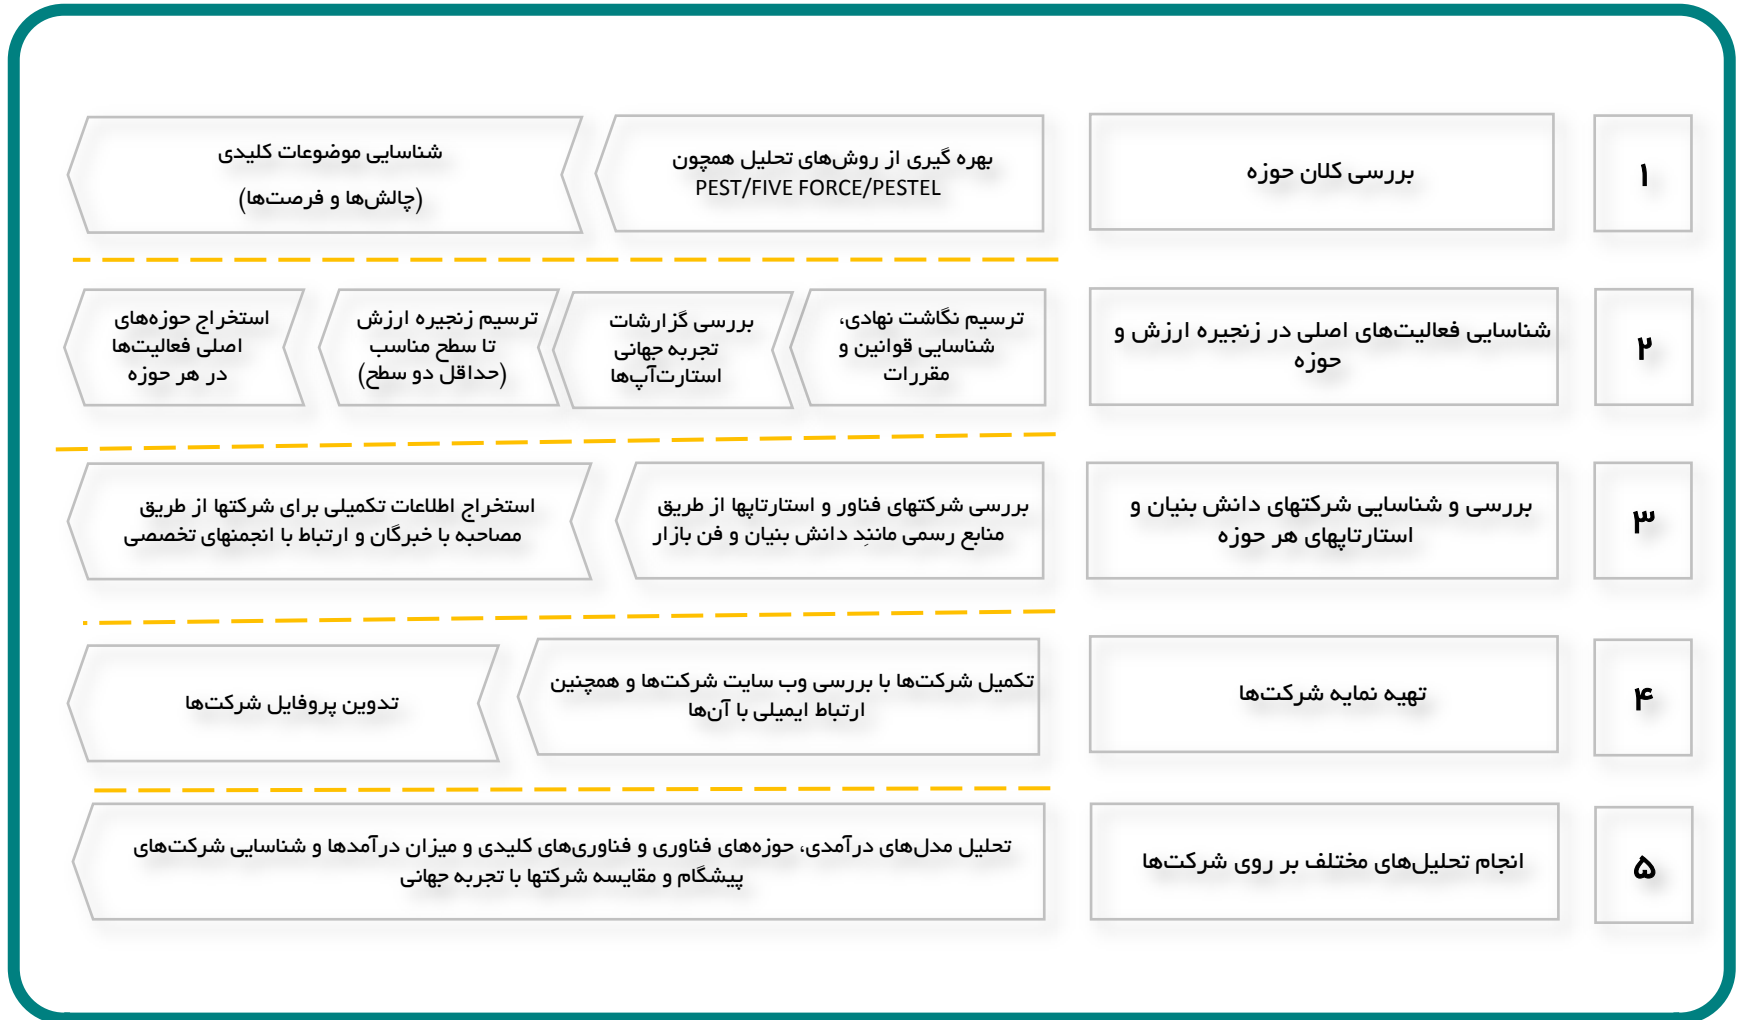 ۱
بررسی کلان حوزه
بهره گیری از روش‌های تحلیل همچون
PEST/FIVE FORCE/PESTEL
شناسایی موضوعات کلیدی
(چالش‌ها و فرصت‌ها)
۲
شناسایی فعالیت‌های اصلی در زنجیره ارزش و
حوزه
ترسیم نگاشت نهادی،
شناسایی قوانین و
مقررات
بررسی گزارشات
تجربه جهانی
استارت‌آپ‌ها
ترسیم زنجیره ارزش
تا سطح مناسب
(حداقل دو سطح)
استخراج حوزه‌های
اصلی فعالیت‌ها
در هر حوزه
۳
بررسی و شناسایی شرکتهای دانش بنیان و
استارتاپهای هر حوزه
بررسی شرکتهای فناور و استارتاپها از طریق
منابع رسمی مانندِ دانش بنیان و فن بازار
استخراج اطلاعات تکمیلی برای شرکتها از طریق
مصاحبه با خبرگان و ارتباط با انجمنهای تخصصی
۴
تهیه نمایه شرکت‌ها
تکمیل شرکت‌ها با بررسی وب سایت شرکت‌ها و همچنین
ارتباط ایمیلی با آن‌ها
تدوین پروفایل شرکت‌ها
۵
انجام تحلیل‌های مختلف بر روی شرکت‌ها
تحلیل مدل‌های درآمدی، حوزه‌های فناوری و فناوری‌های کلیدی و میزان درآمدها و شناسایی شرکت‌های
پیشگام و مقایسه شرکتها با تجربه جهانی